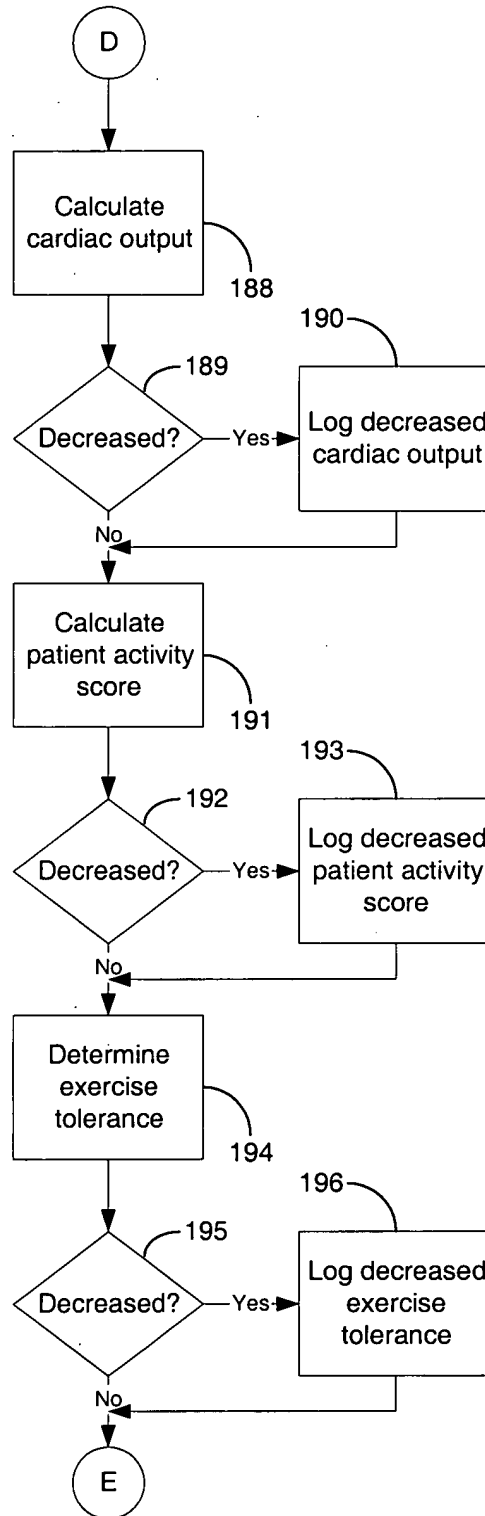 D
Calculate
cardiac output
188
189
190
Decreased?
Yes
Log decreased
cardiac output
No
Calculate
patient activity
score
191
192
193
Decreased?
Yes
Log decreased
patient activity
score
No
Determine
exercise
tolerance
194
195
196
Decreased?
Yes
Log decreased
exercise
tolerance
No
E